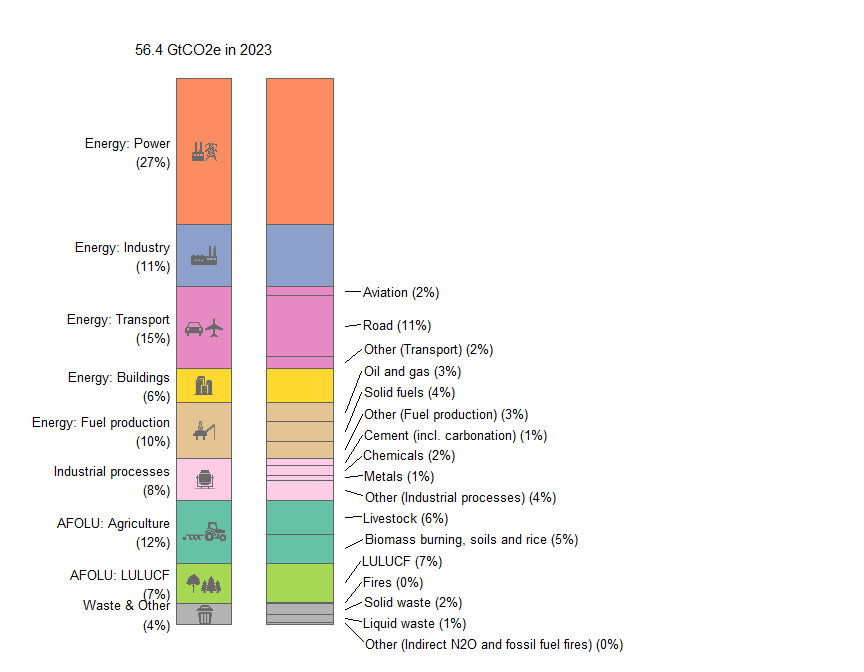 56.4 GtCO2e in 2023
Energy: Power
(27%)
Energy: Industry
(11%)
Energy: Transport
(15%)
Energy: Buildings
(6%)
Energy: Fuel production
(10%)
Industrial processes
(8%)
AFOLU: Agriculture
(12%)
AFOLU: LULUCF
(7%)
Waste & Other
(4%)
Aviation (2%)
Road (11%)
Other (Transport) (2%)
Oil and gas (3%)
Solid fuels (4%)
Other (Fuel production) (3%)
Cement (incl. carbonation) (1%)
Chemicals (2%)
Metals (1%)
Other (Industrial processes) (4%)
Livestock (6%)
Biomass burning, soils and rice (5%)
LULUCF (7%)
Fires (0%)
Solid waste (2%)
Liquid waste (1%)
Other (Indirect N2O and fossil fuel fires) (0%)